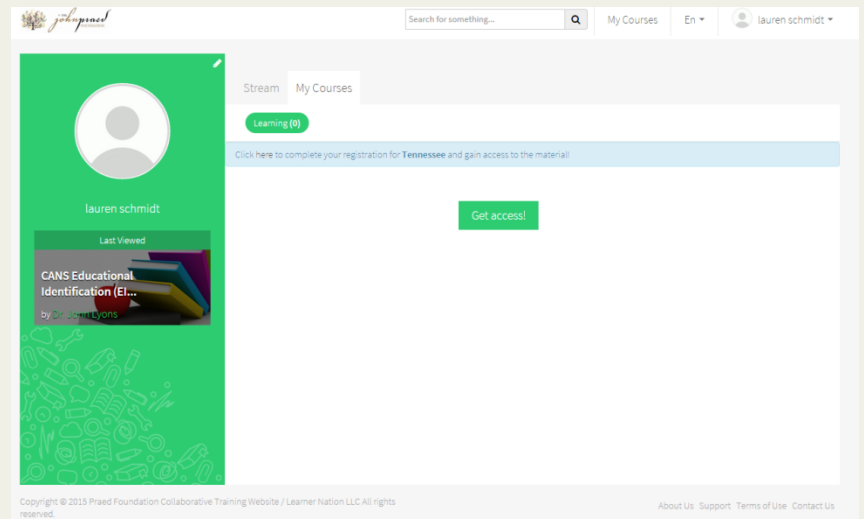 john praed
Search for something...
My Courses
En
lauren schmidt
Stream
My Courses
Learning (0)
Click here to complete your registration for Tennessee and gain access to the material!
Get access!
lauren schmidt
Last Viewed
CANS Educational
Identification (EI...
by Dr. John Lyons
Copyright © 2015 Praed Foundation Collaborative Training Website / Learner Nation LLC All rights
reserved.
About Us Support Terms of Use Contact Us